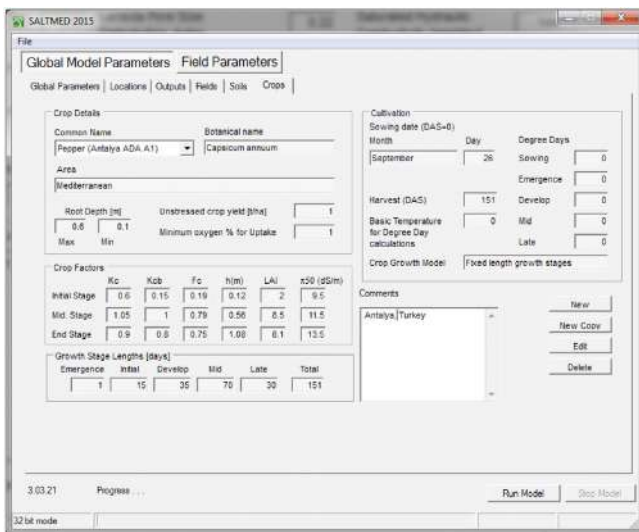 SALTMED 2015
File
Global Model Parameters Field Parameters
Global Parameters Locations Outputs Fields Soils Crops
Crop Details
Common Name Botanical name
Pepper (Antalya ADA A1) Capsicum annuum
Area
Mediterranean
Root Depth [m] Unstressed crop yield [t/ha] 1
0.6 0.1
Max Min Minimum oxygen % for Uptake 1
Crop Factors
Kc Kcb Fc h(m) LAI π50 (dS/m)
Initial Stage 0.6 0.15 0.19 0.12 2 9.5
Mid. Stage 1.05 1 0.79 0.56 8.5 11.5
End Stage 0.9 0.8 0.75 1.08 6.1 13.5
Growth Stage Lengths [days]
Emergence Initial Develop Mid Late Total
1 15 35 70 30 151
Cultivation
Sowing date (DAS=0)
Month Day Degree Days
September 26 Sowing 0
Emergence 0
Harvest (DAS) 151 Develop 0
Basic Temperature 0 Mid 0
for Degree Day
calculations Late 0
Crop Growth Model Fixed length growth stages
Comments
Antalya,Turkey
New
New Copy
Edit
Delete
3.03.21 Progress . . .
Run Model Stop Model
32 bit mode